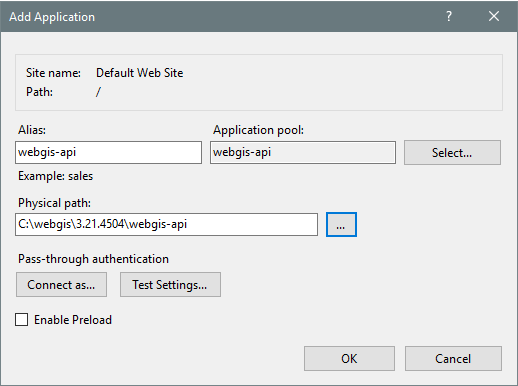 Add Application
?
Site name: Default Web Site
Path: /
Alias: Application pool:
webgis-api webgis-api Select...
Example: sales
Physical path:
C:\webgis\3.21.4504\webgis-api ...
Pass-through authentication
Connect as... Test Settings...
Enable Preload
OK Cancel